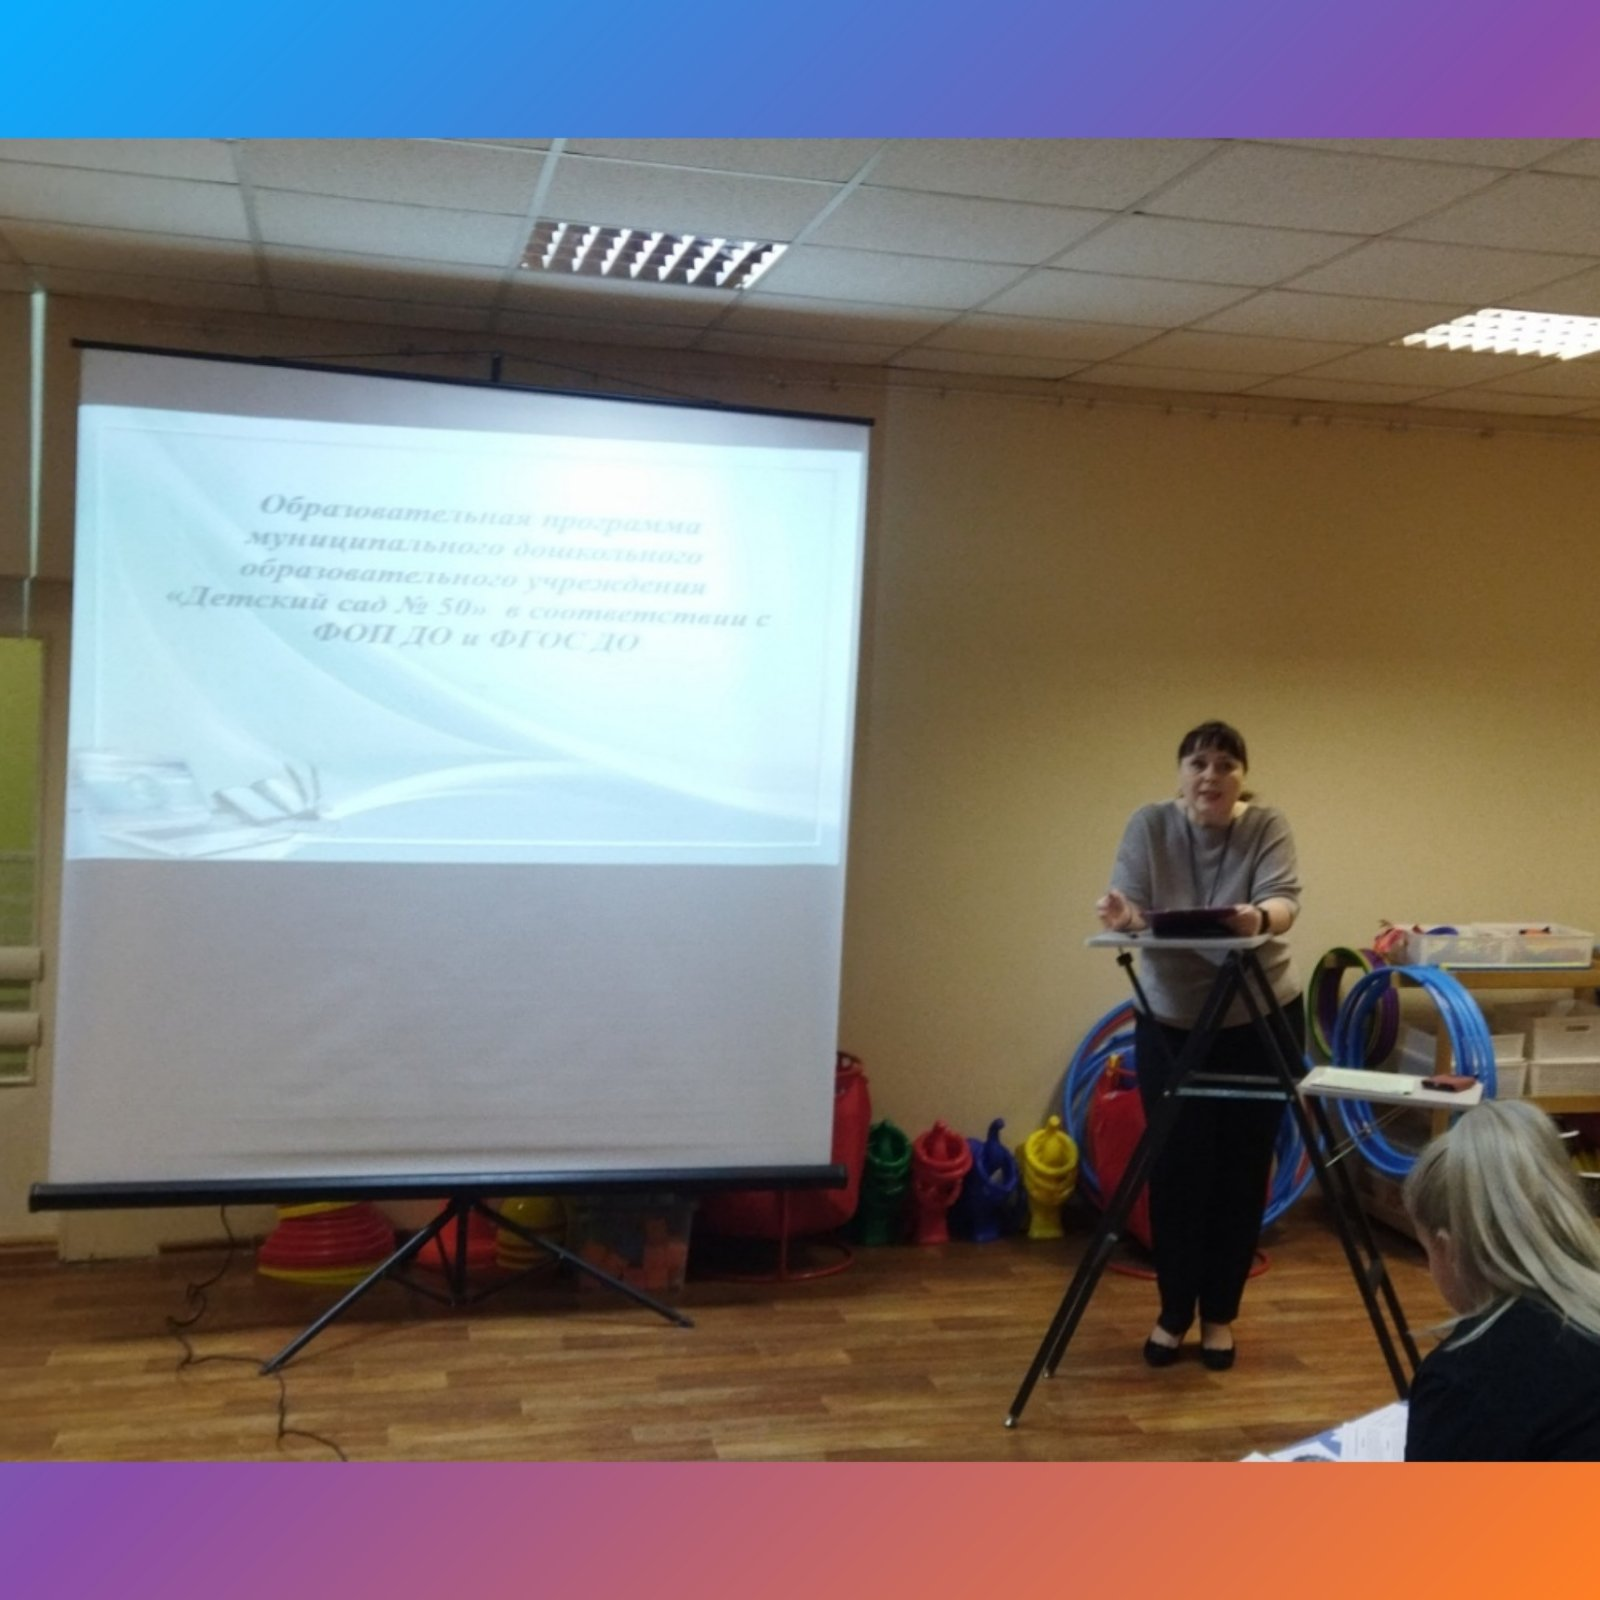 Образовательная программа
муниципального дошкольного
образовательного учреждения
«Детский сад № 50» в соответствии с
ФОП ДО и ФГОС ДО